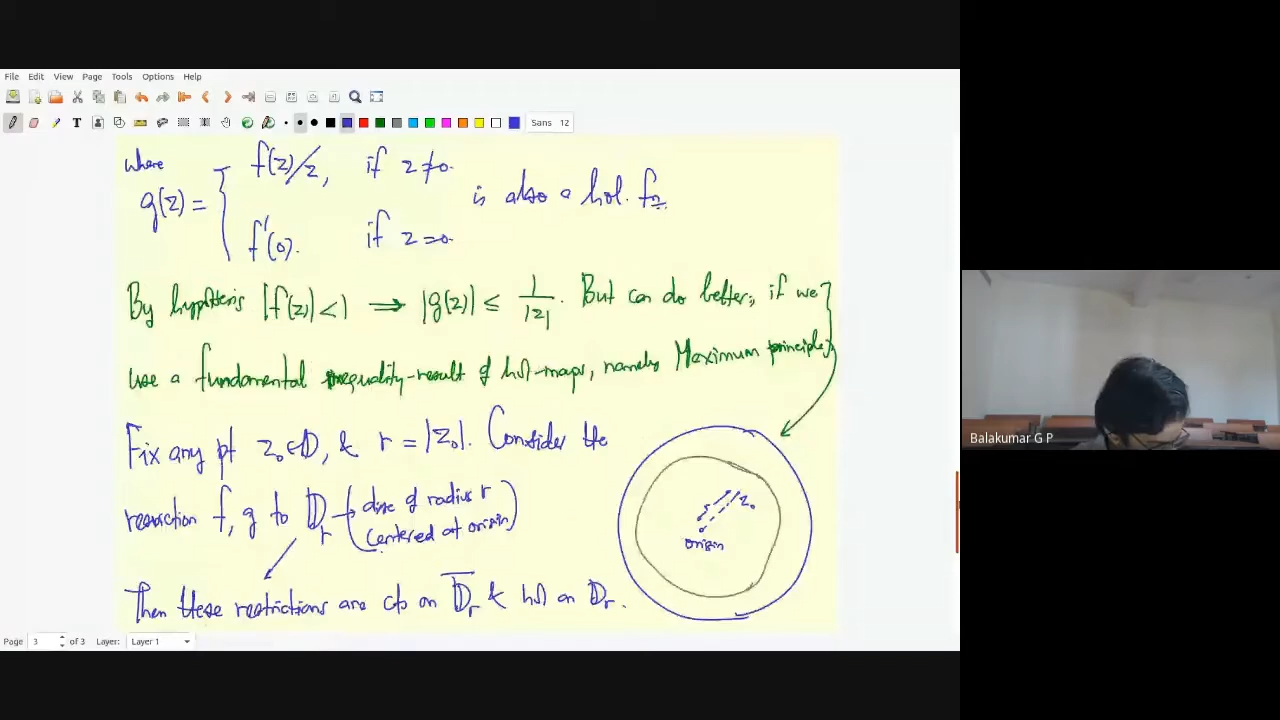 File Edit View Page Tools Options Help
Sans 12
where
g(z) = { f(z)/z, if z ≠ 0.
f'(0). if z = 0.
is also a hol. fn.
By hypothesis |f(z)| < 1 ⟹ |g(z)| ≤ 1/|z|. But can do better; if we
use a fundamental inequality-result of hol-maps, namely Maximum principle
Fix any pt z₀ ∈ 𝔻, & r = |z₀|. Consider the
restriction f, g to 𝔻r → (disc of radius r
centered at origin)
z₀
origin
Then these restrictions are cts on 𝔻̅r & hol on 𝔻r.
Page 3 of 3 Layer: Layer 1
Balakumar G P